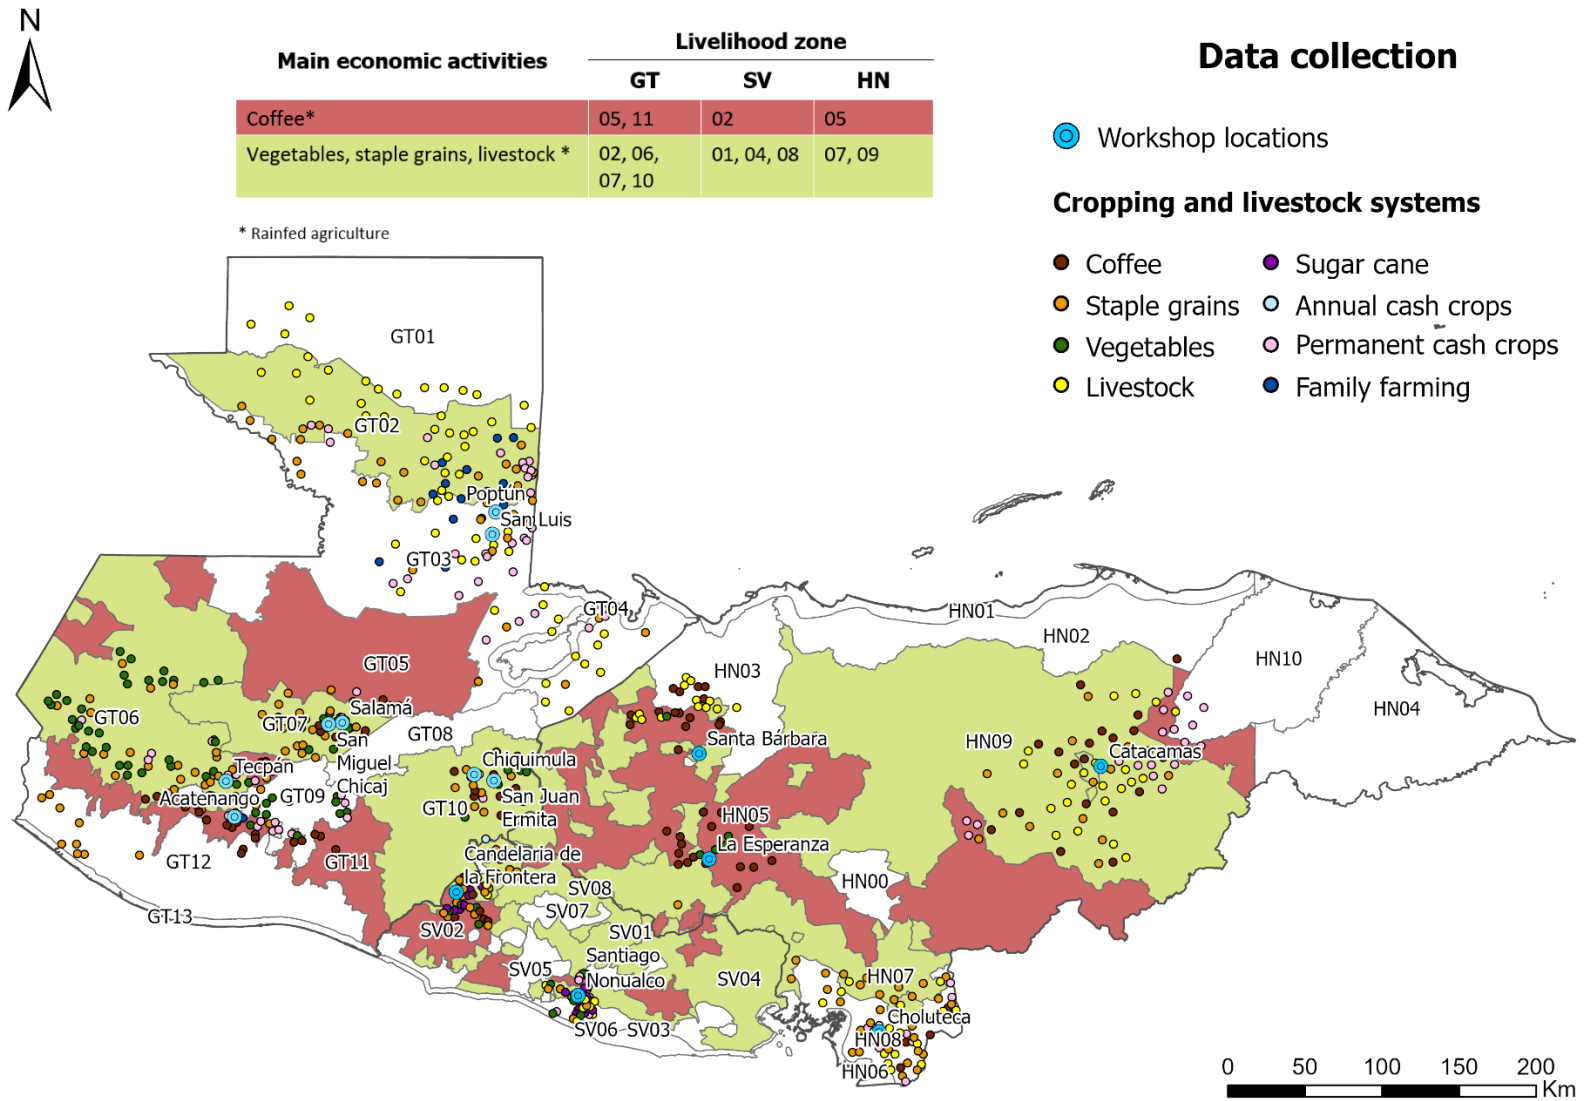 N
Main economic activities
Livelihood zone
GT SV HN
Coffee* 05, 11 02 05
Vegetables, staple grains, livestock * 02, 06, 01, 04, 08 07, 09
07, 10
* Rainfed agriculture
Data collection
Workshop locations
Cropping and livestock systems
Coffee Sugar cane
Staple grains Annual cash crops
Vegetables Permanent cash crops
Livestock Family farming
GT01
GT02
Poptún
San Luis
GT03
GT04
HN01
HN02
HN10
HN03
GT05
HN04
GT06
Salamá
GT07
San
Miguel
Chicaj
GT08
Santa Bárbara
HN09
Catacamas
Tecpán
Chiquimula
Acatenango
GT09
GT10
San Juan
Ermita
HN05
La Esperanza
GT12
GT11
Candelaria de
la Frontera
HN00
SV08
SV07
GT13
SV02
SV01
Santiago
Nonualco
SV05
SV04
HN07
Choluteca
SV06
SV03
HN08
HN06
0 50 100 150 200
Km